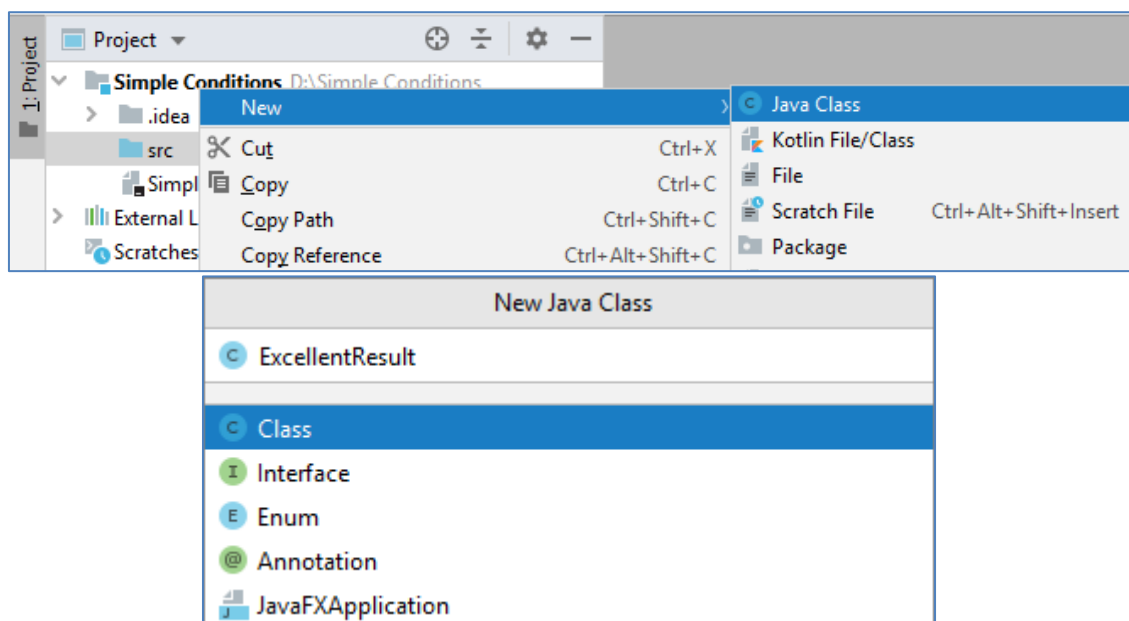 1: Project
Project
Simple Conditions D:\Simple Conditions
.idea
src
Simpl
External L
Scratches
New
Cut Ctrl+X
Copy Ctrl+C
Copy Path Ctrl+Shift+C
Copy Reference Ctrl+Alt+Shift+C
Java Class
Kotlin File/Class
File
Scratch File Ctrl+Alt+Shift+Insert
Package
New Java Class
ExcellentResult
Class
Interface
Enum
Annotation
JavaFXApplication